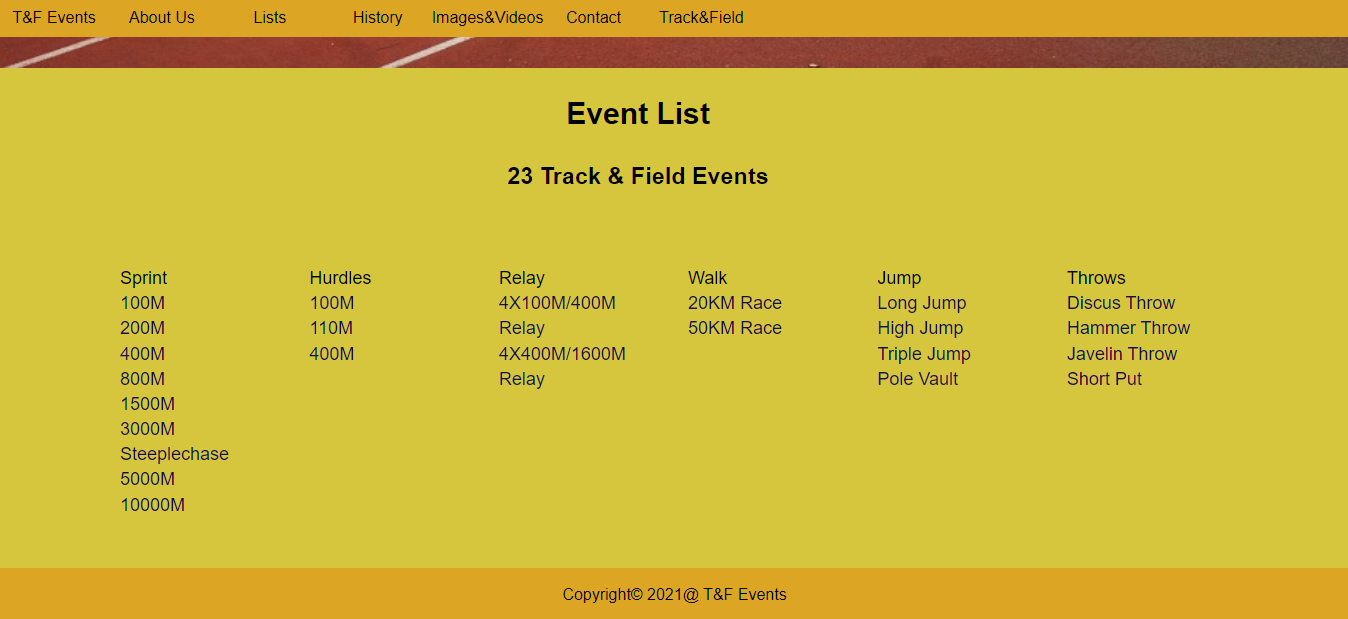 T&F Events About Us Lists History Images&Videos Contact Track&Field
Event List
23 Track & Field Events
Sprint
100M
200M
400M
800M
1500M
3000M
Steeplechase
5000M
10000M
Hurdles
100M
110M
400M
Relay
4X100M/400M
Relay
4X400M/1600M
Relay
Walk
20KM Race
50KM Race
Jump
Long Jump
High Jump
Triple Jump
Pole Vault
Throws
Discus Throw
Hammer Throw
Javelin Throw
Short Put
Copyright© 2021@ T&F Events